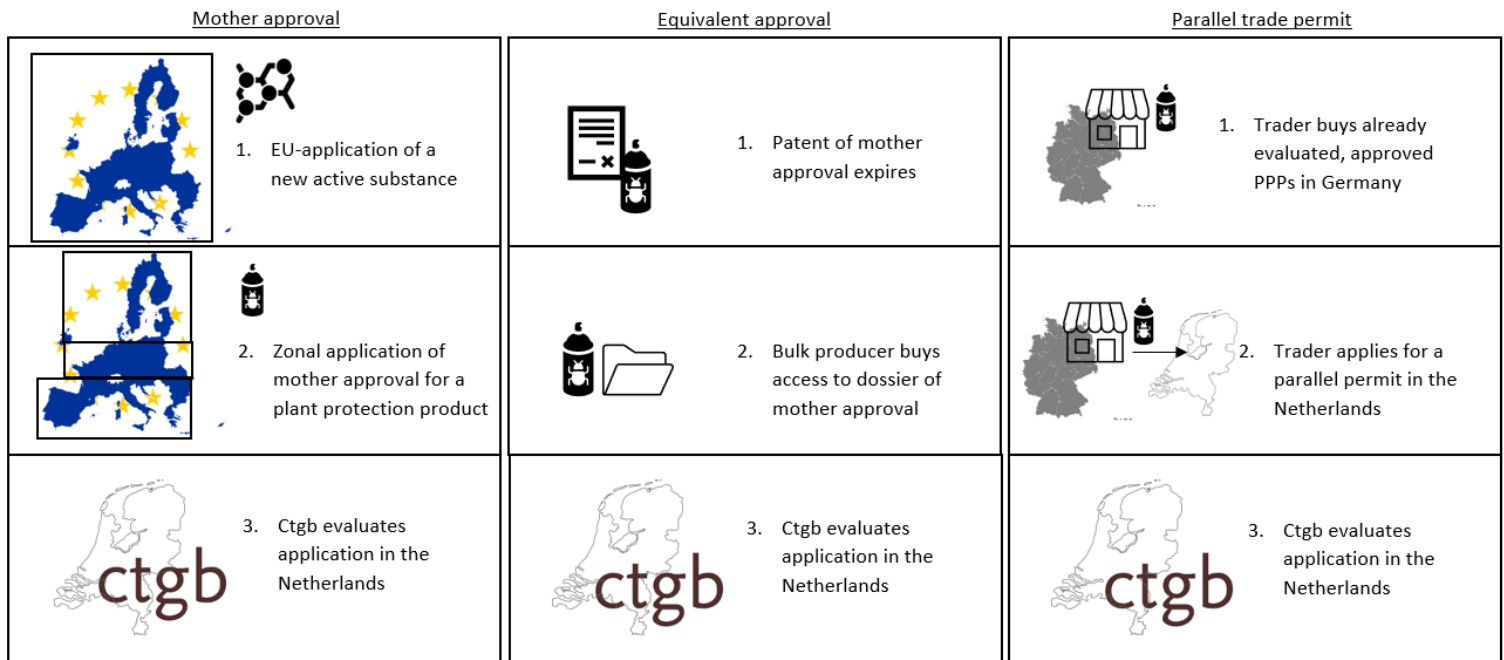 Mother approval
1. EU-application of a
new active substance
2. Zonal application of
mother approval for a
plant protection product
ctgb
3. Ctgb evaluates
application in the
Netherlands
Equivalent approval
1. Patent of mother
approval expires
2. Bulk producer buys
access to dossier of
mother approval
ctgb
3. Ctgb evaluates
application in the
Netherlands
Parallel trade permit
1. Trader buys already
evaluated, approved
PPPs in Germany
2. Trader applies for a
parallel permit in the
Netherlands
ctgb
3. Ctgb evaluates
application in the
Netherlands